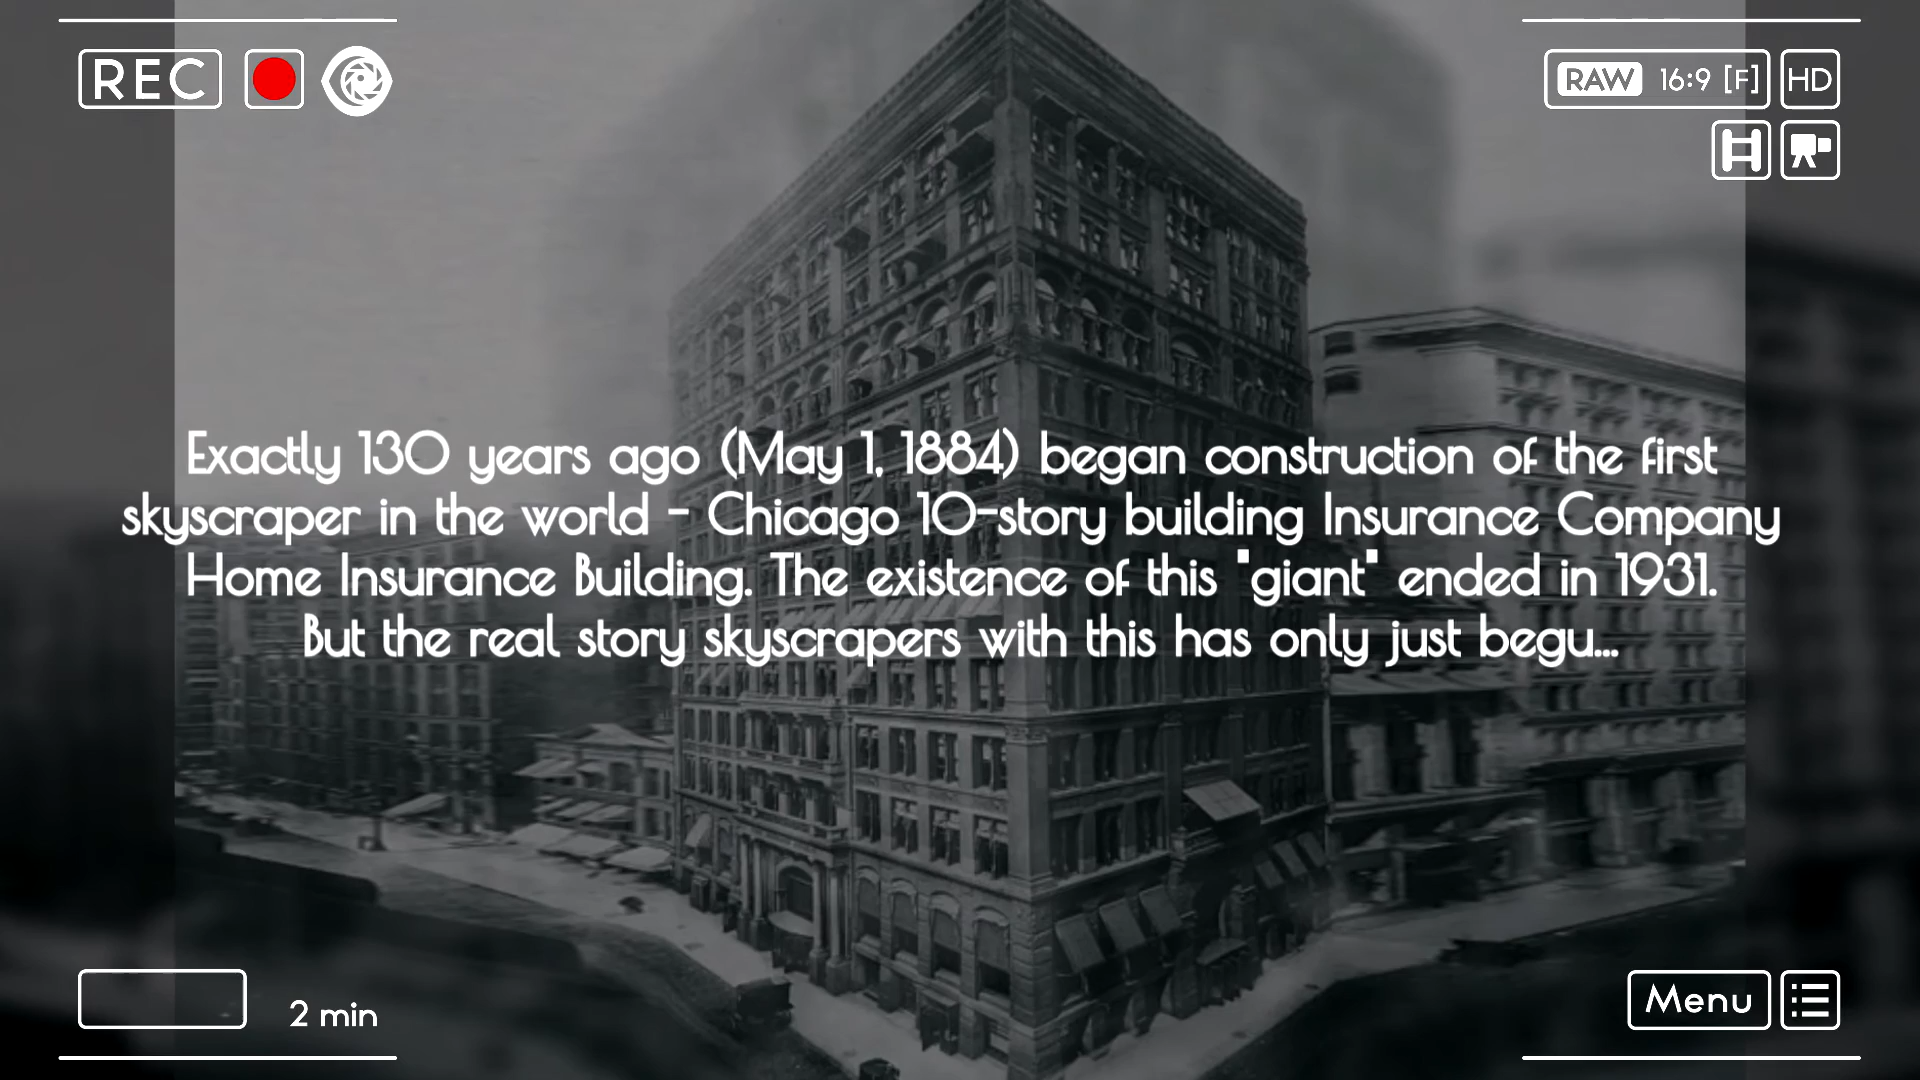 REC
RAW 16:9 [F] HD
Exactly 130 years ago (May 1, 1884) began construction of the first
skyscraper in the world - Chicago 10-story building Insurance Company
Home Insurance Building. The existence of this "giant" ended in 1931.
But the real story skyscrapers with this has only just begu...
2 min
Menu